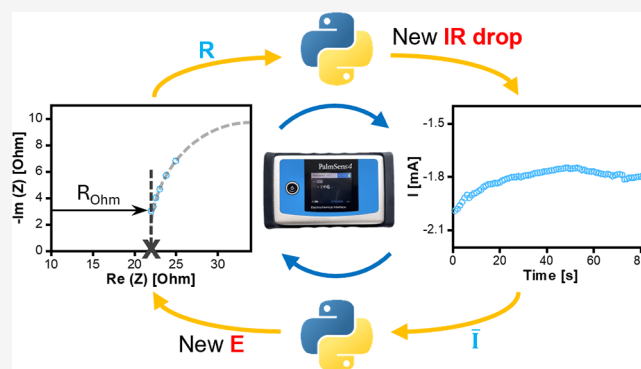 R
New IR drop
10
8
6
4
2
0
-Im (Z) [Ohm]
R_Ohm
X
10 15 20 25 30
Re (Z) [Ohm]
PalmSens4
-1.5
-1.8
-2.1
I [mA]
0 20 40 60 80
Time [s]
New E
Ī